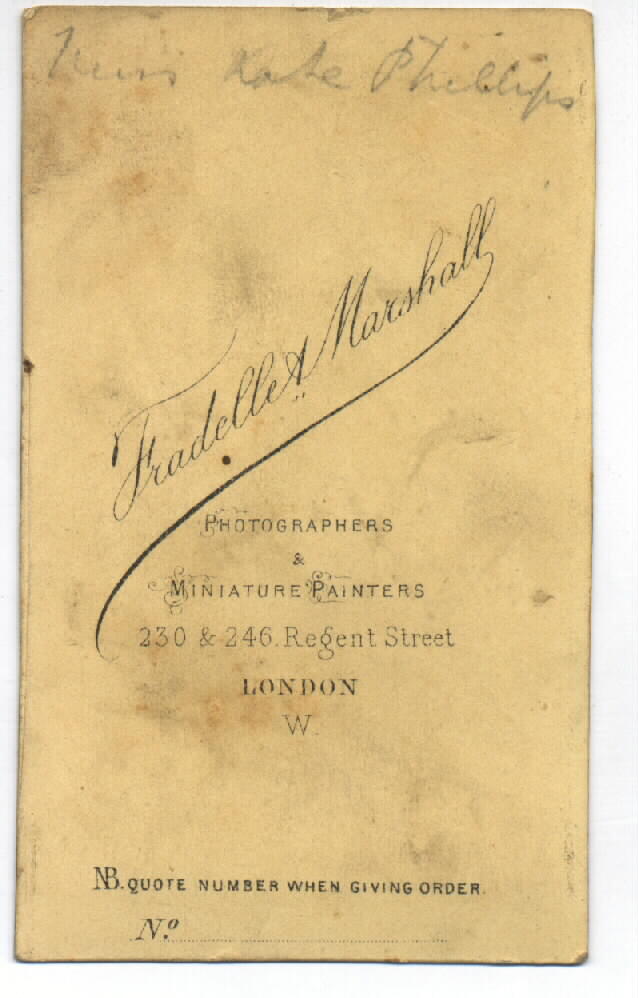 Miss Kate Phillips
Fradelle & Marshall
PHOTOGRAPHERS
&
MINIATURE PAINTERS
230 & 246. Regent Street
LONDON
W.
NB. QUOTE NUMBER WHEN GIVING ORDER.
No.